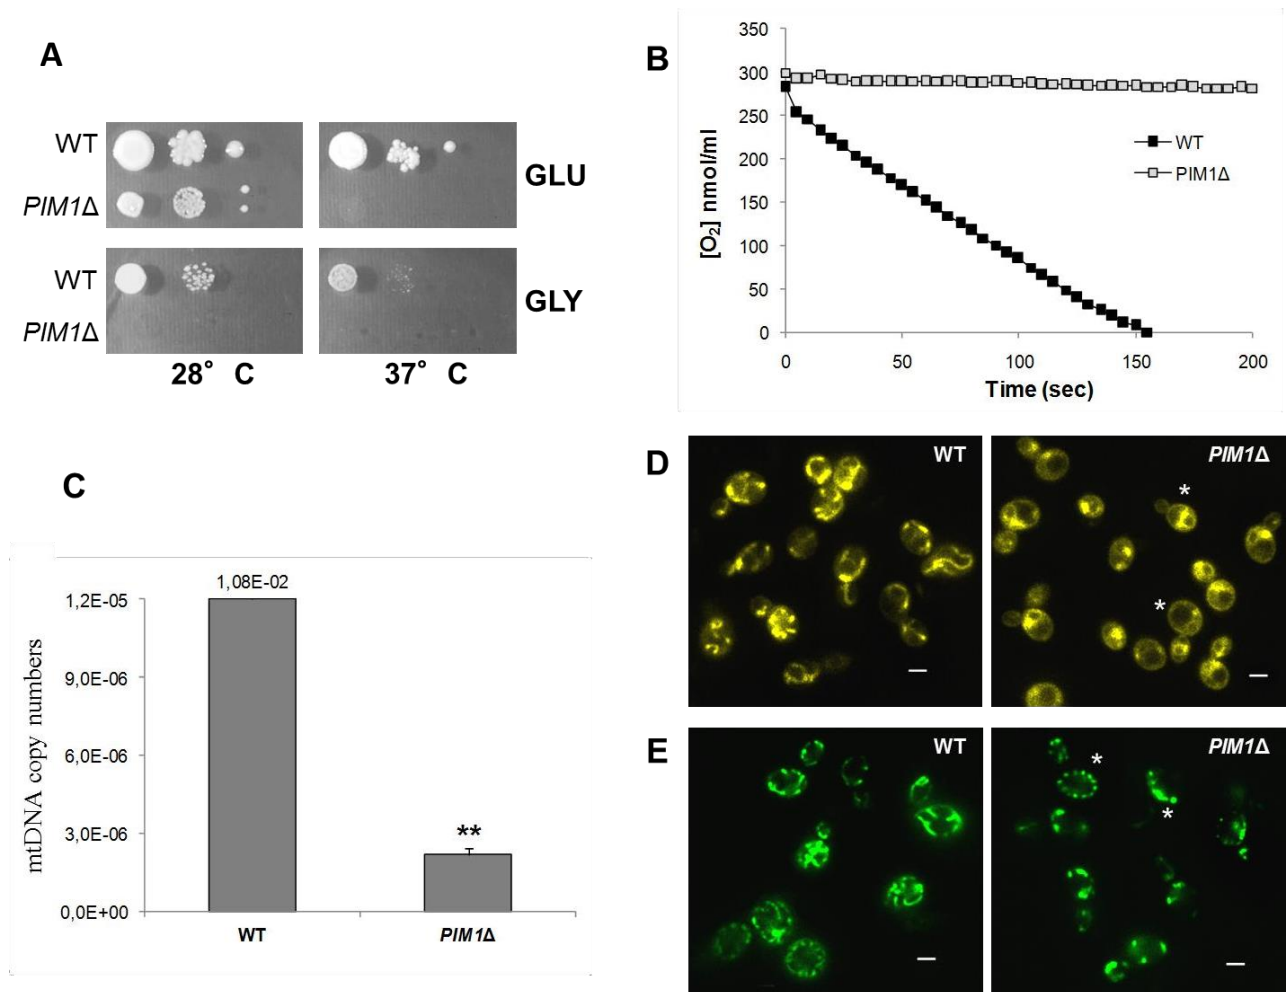 A
WT
PIM1Δ
GLU
WT
PIM1Δ
GLY
28° C
37° C
B
350
300
250
200
150
100
50
0
[O₂] nmol/ml
WT
PIM1Δ
0
50
100
150
200
Time (sec)
C
1,08E-02
1,2E-05
9,0E-06
6,0E-06
3,0E-06
0,0E+00
mtDNA copy numbers
**
WT
PIM1Δ
D
WT
PIM1Δ
*
*
E
WT
PIM1Δ
*
*